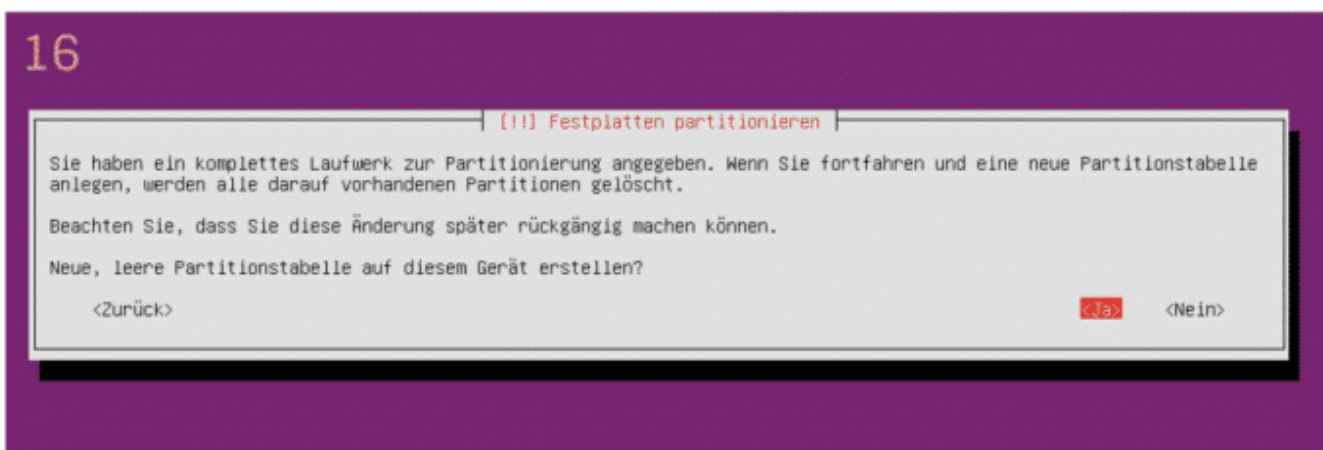 16
[!!] Festplatten partitionieren
Sie haben ein komplettes Laufwerk zur Partitionierung angegeben. Wenn Sie fortfahren und eine neue Partitionstabelle
anlegen, werden alle darauf vorhandenen Partitionen gelöscht.
Beachten Sie, dass Sie diese Änderung später rückgängig machen können.
Neue, leere Partitionstabelle auf diesem Gerät erstellen?
<Zurück> <Ja> <Nein>